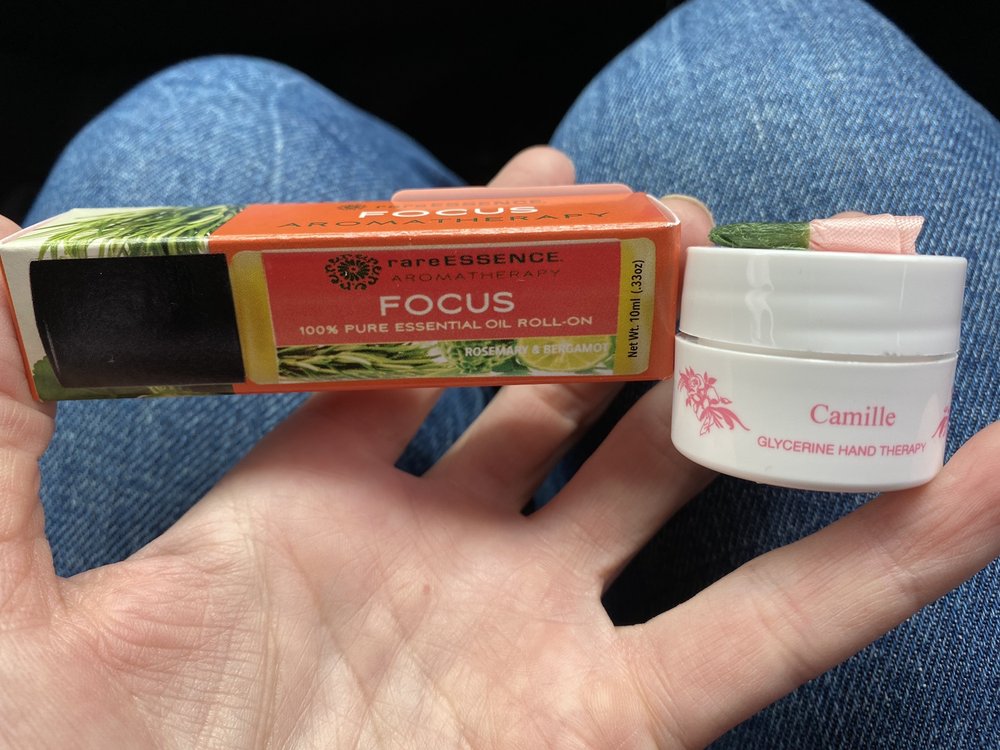 FOCUS
AROMATHERAPY
rareESSENCE.
AROMATHERAPY
FOCUS
100% PURE ESSENTIAL OIL ROLL-ON
ROSEMARY & BERGAMOT
Net Wt. 10ml (.33oz)
Camille
GLYCERINE HAND THERAPY